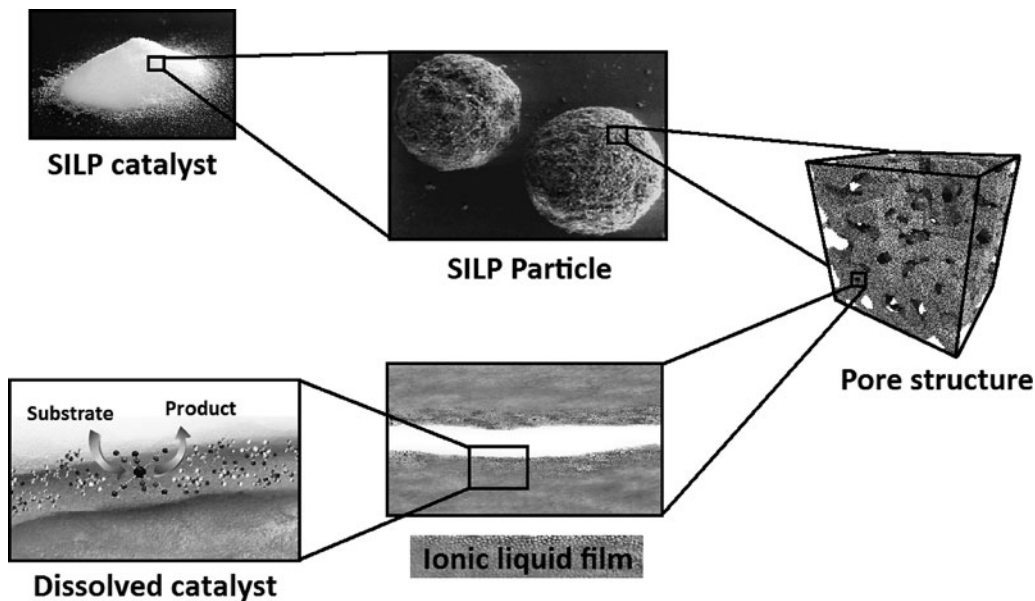 SILP catalyst
SILP Particle
Pore structure
Substrate
Product
Ionic liquid film
Dissolved catalyst